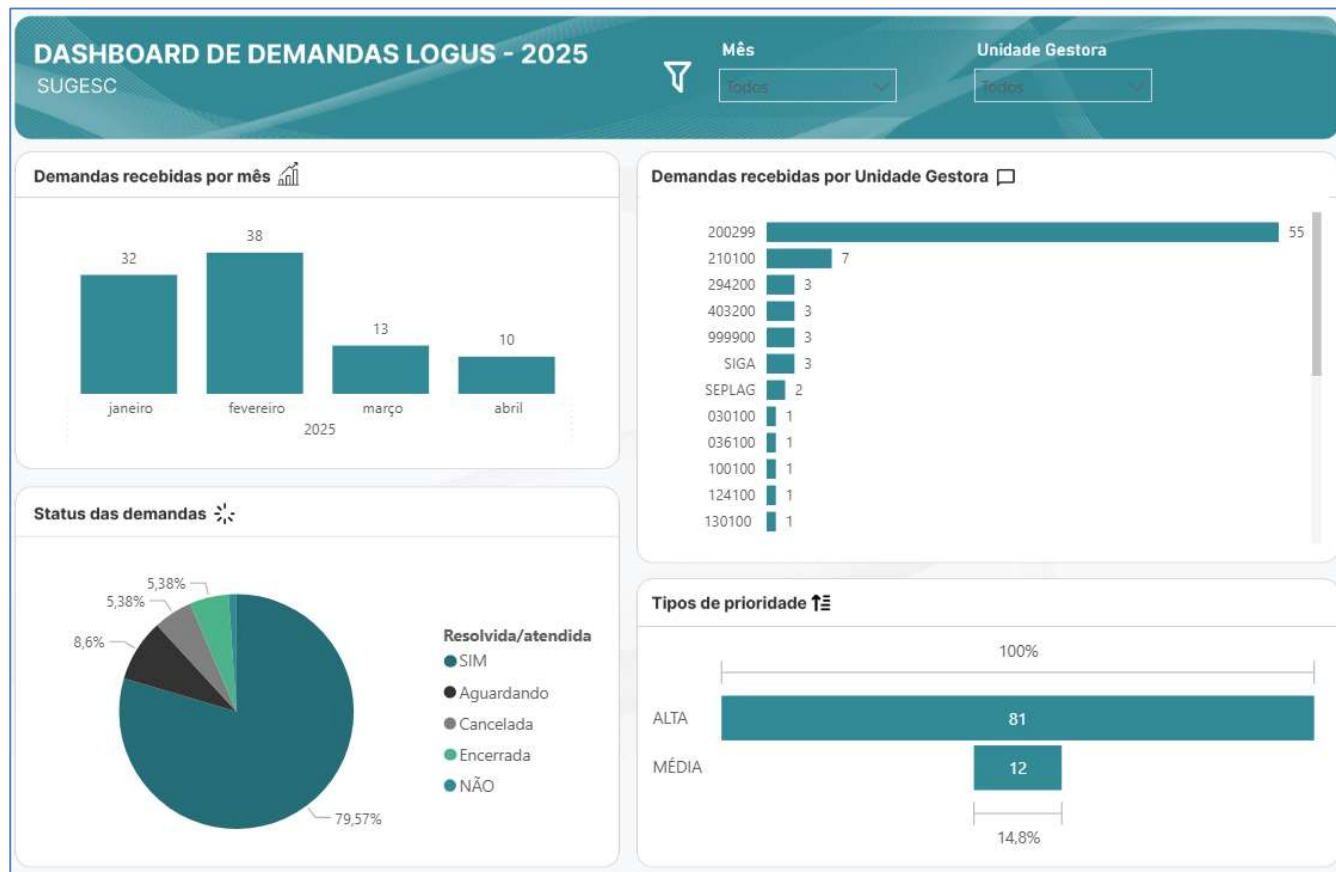 DASHBOARD DE DEMANDAS LOGUS - 2025
SUGESC
Mês
Todos
Unidade Gestora
Todos
Demandas recebidas por mês
32
38
13
10
janeiro
fevereiro
março
abril
2025
Demandas recebidas por Unidade Gestora
200299 55
210100 7
294200 3
403200 3
999900 3
SIGA 3
SEPLAG 2
030100 1
036100 1
100100 1
124100 1
130100 1
Status das demandas
5,38%
5,38%
8,6%
79,57%
Resolvida/atendida
SIM
Aguardando
Cancelada
Encerrada
NÃO
Tipos de prioridade
100%
ALTA 81
MÉDIA 12
14,8%